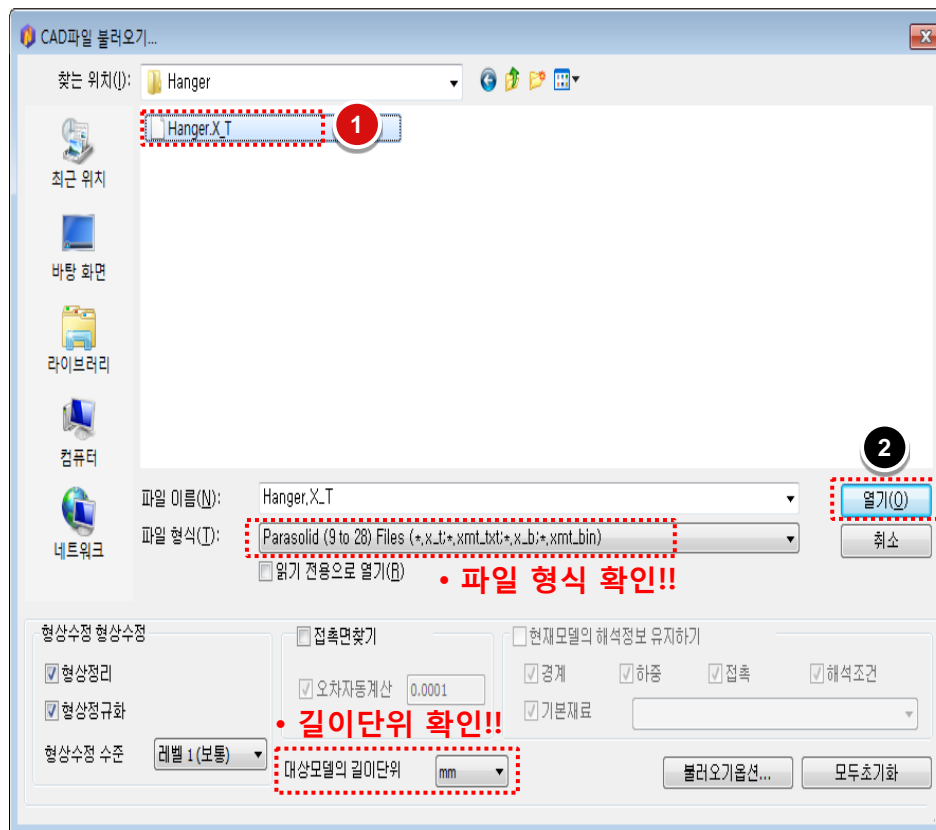 CAD파일 불러오기...
찾는 위치(I): Hanger
Hanger.X_T
1
최근 위치
바탕 화면
라이브러리
컴퓨터
네트워크
2
파일 이름(N): Hanger,X_T 열기(O)
파일 형식(T): Parasolid (9 to 28) Files (*,x_t;*,xmt_txt;*,x_b;*,xmt_bin) 취소
읽기 전용으로 열기(R)
• 파일 형식 확인!!
형상수정 형상수정 접촉면찾기 현재모델의 해석정보 유지하기
형상정리 오차자동계산 0.0001 경계 하중 접촉 해석조건
형상정규화 기본재료
• 길이단위 확인!!
형상수정 수준 레벨 1 (보통) 대상모델의 길이단위 mm 불러오기옵션... 모두초기화